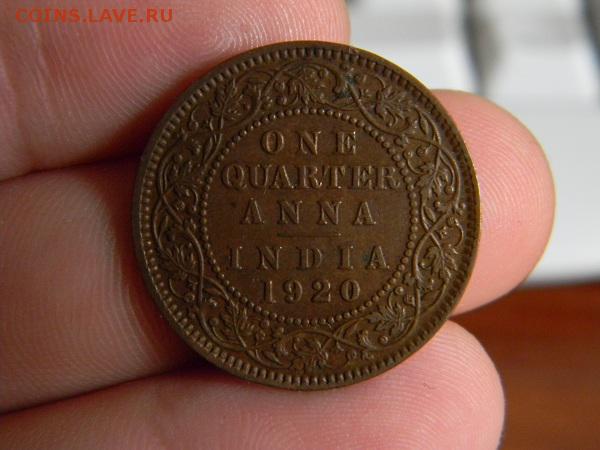 COINS.LAVE.RU
ONE
QUARTER
ANNA
INDIA
1920